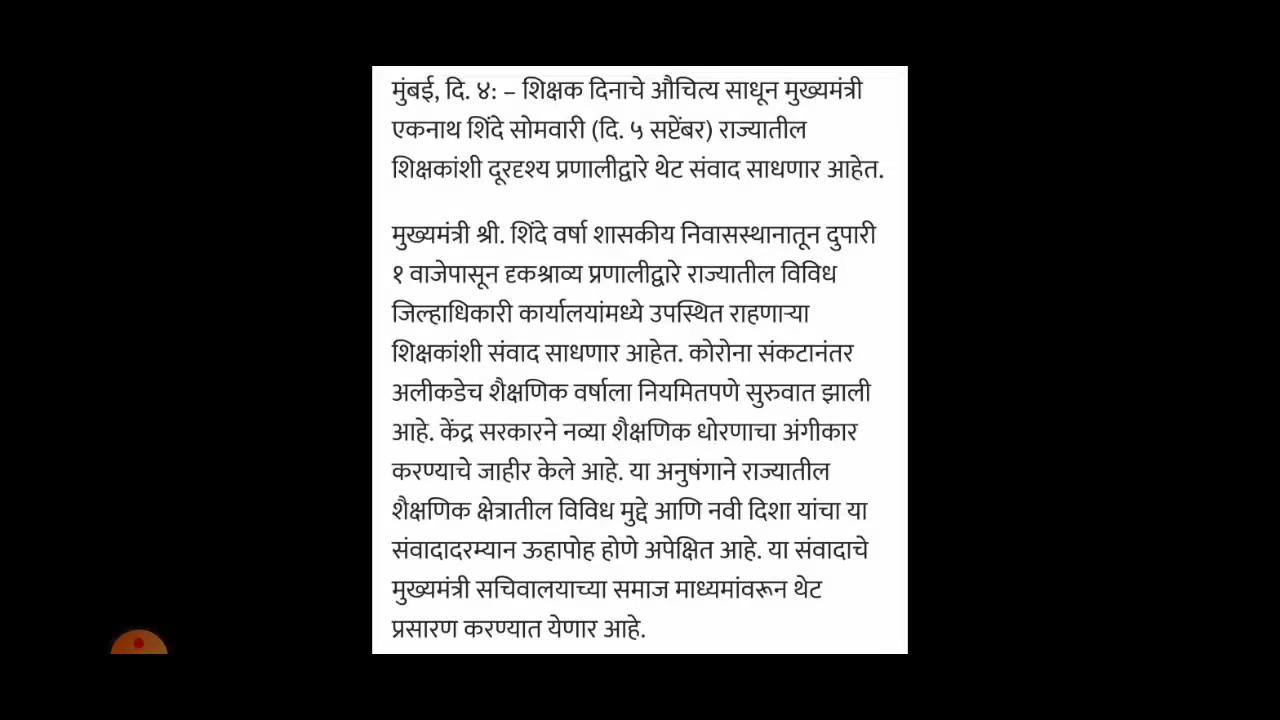 मुंबई, दि. ४: – शिक्षक दिनाचे औचित्य साधून मुख्यमंत्री
एकनाथ शिंदे सोमवारी (दि. ५ सप्टेंबर) राज्यातील
शिक्षकांशी दूरदृश्य प्रणालीद्वारे थेट संवाद साधणार आहेत.
मुख्यमंत्री श्री. शिंदे वर्षा शासकीय निवासस्थानातून दुपारी
१ वाजेपासून दृकश्राव्य प्रणालीद्वारे राज्यातील विविध
जिल्हाधिकारी कार्यालयांमध्ये उपस्थित राहणाऱ्या
शिक्षकांशी संवाद साधणार आहेत. कोरोना संकटानंतर
अलीकडेच शैक्षणिक वर्षाला नियमितपणे सुरुवात झाली
आहे. केंद्र सरकारने नव्या शैक्षणिक धोरणाचा अंगीकार
करण्याचे जाहीर केले आहे. या अनुषंगाने राज्यातील
शैक्षणिक क्षेत्रातील विविध मुद्दे आणि नवी दिशा यांचा या
संवादादरम्यान ऊहापोह होणे अपेक्षित आहे. या संवादाचे
मुख्यमंत्री सचिवालयाच्या समाज माध्यमांवरून थेट
प्रसारण करण्यात येणार आहे.